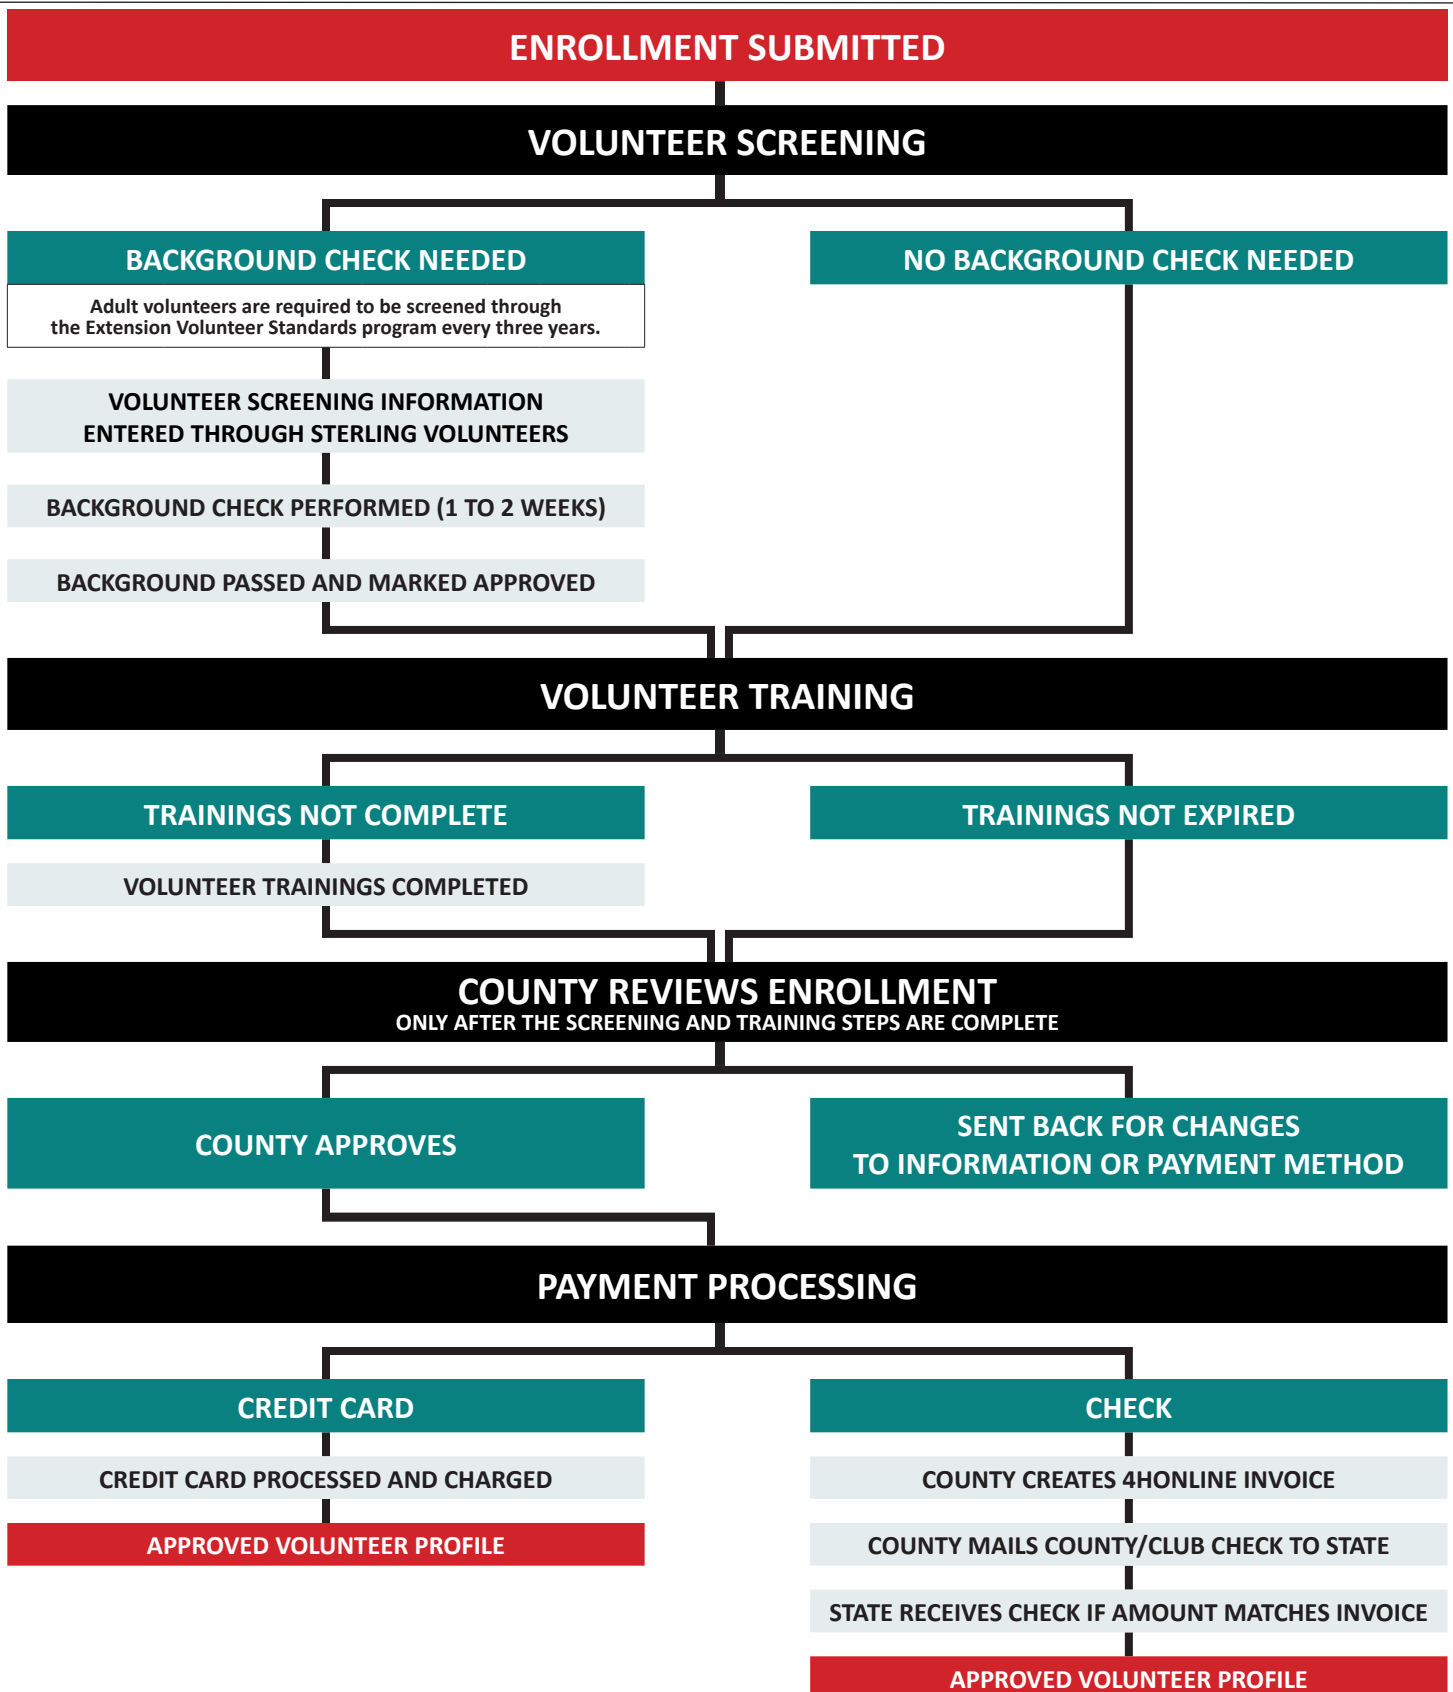 ENROLLMENT SUBMITTED
VOLUNTEER SCREENING
BACKGROUND CHECK NEEDED
Adult volunteers are required to be screened through
the Extension Volunteer Standards program every three years.
VOLUNTEER SCREENING INFORMATION
ENTERED THROUGH STERLING VOLUNTEERS
BACKGROUND CHECK PERFORMED (1 TO 2 WEEKS)
BACKGROUND PASSED AND MARKED APPROVED
NO BACKGROUND CHECK NEEDED
VOLUNTEER TRAINING
TRAININGS NOT COMPLETE
VOLUNTEER TRAININGS COMPLETED
TRAININGS NOT EXPIRED
COUNTY REVIEWS ENROLLMENT
ONLY AFTER THE SCREENING AND TRAINING STEPS ARE COMPLETE
COUNTY APPROVES
SENT BACK FOR CHANGES
TO INFORMATION OR PAYMENT METHOD
PAYMENT PROCESSING
CREDIT CARD
CREDIT CARD PROCESSED AND CHARGED
APPROVED VOLUNTEER PROFILE
CHECK
COUNTY CREATES 4HONLINE INVOICE
COUNTY MAILS COUNTY/CLUB CHECK TO STATE
STATE RECEIVES CHECK IF AMOUNT MATCHES INVOICE
APPROVED VOLUNTEER PROFILE